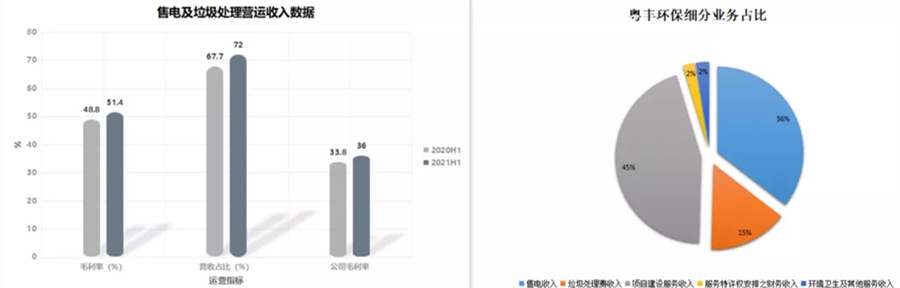 售电及垃圾处理营运收入数据
80
70
60
50
40
30
20
10
0
%
48.8
51.4
67.7
72
33.8
36
2020H1
2021H1
毛利率（%）
营收占比（%）
公司毛利率
运营指标
粤丰环保细分业务占比
2%
2%
36%
45%
15%
售电收入 垃圾处理费收入 项目建设服务收入 服务特许权安排之财务收入 环境卫生及其他服务收入